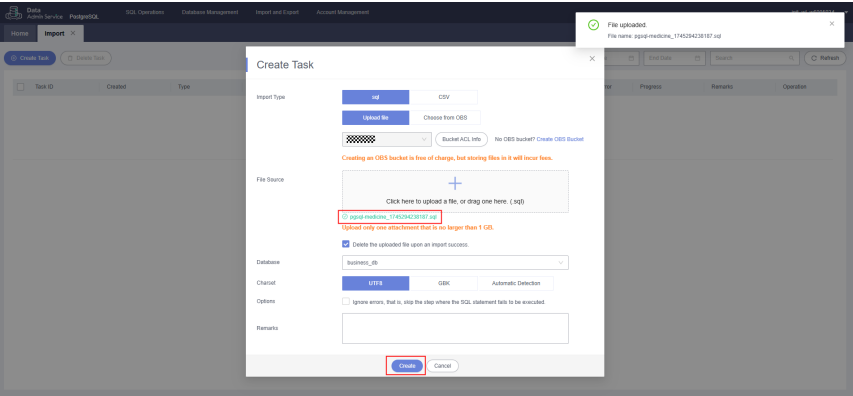 Data
Admin Service PostgreSQL
SQL Operations Database Management Import and Export Account Management
Home Import ×
File uploaded.
File name: pgsql-medicine_1745294238187.sql
Create Task Delete Task End Date Search Refresh
Task ID Created Type Progress Remarks Operation
Create Task
Import Type sql CSV
Upload file Choose from OBS
Bucket ACL Info No OBS bucket? Create OBS Bucket
Creating an OBS bucket is free of charge, but storing files in it will incur fees.
File Source
Click here to upload a file, or drag one here. (.sql)
pgsql-medicine_1745294238187.sql
Upload only one attachment that is no larger than 1 GB.
Delete the uploaded file upon an import success.
Database business_db
Charset UTF8 GBK Automatic Detection
Options Ignore errors, that is, skip the step where the SQL statement fails to be executed.
Remarks
Create Cancel